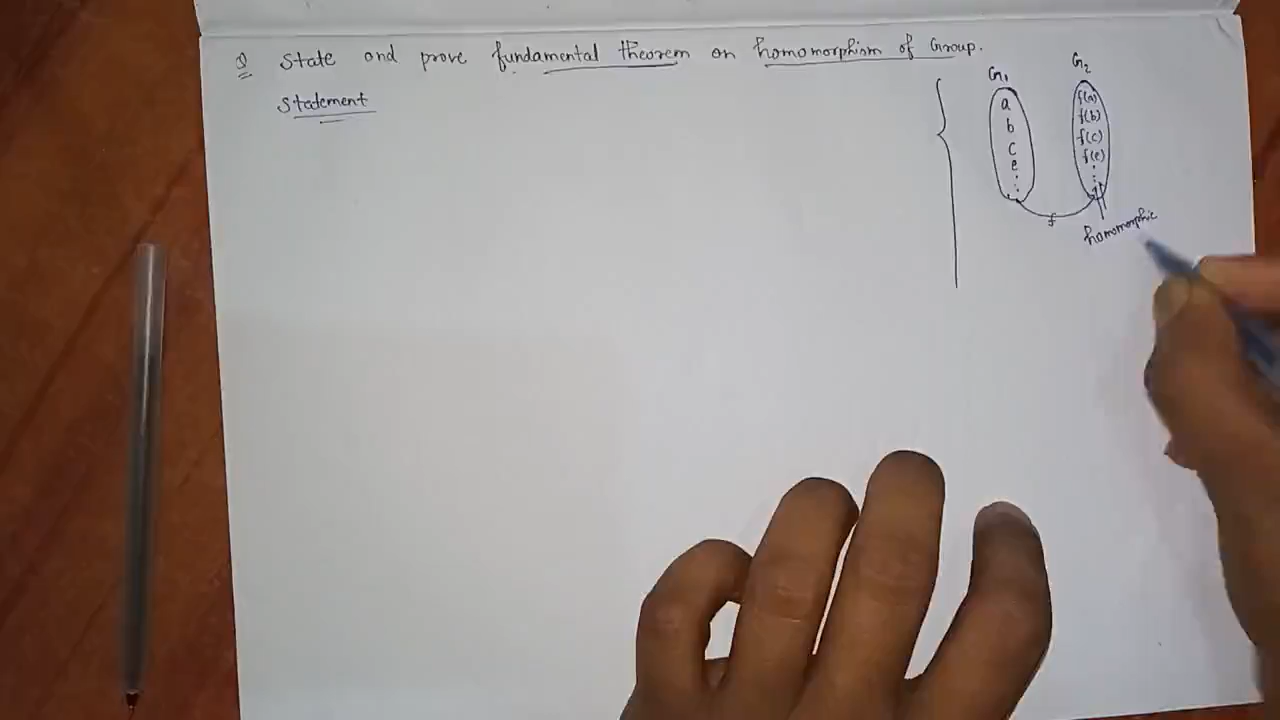 Q State and prove fundamental theorem on homomorphism of Group.
Statement
G₁ G₂
a f(a)
b f(b)
c f(c)
e f(e)
f
homomorphic